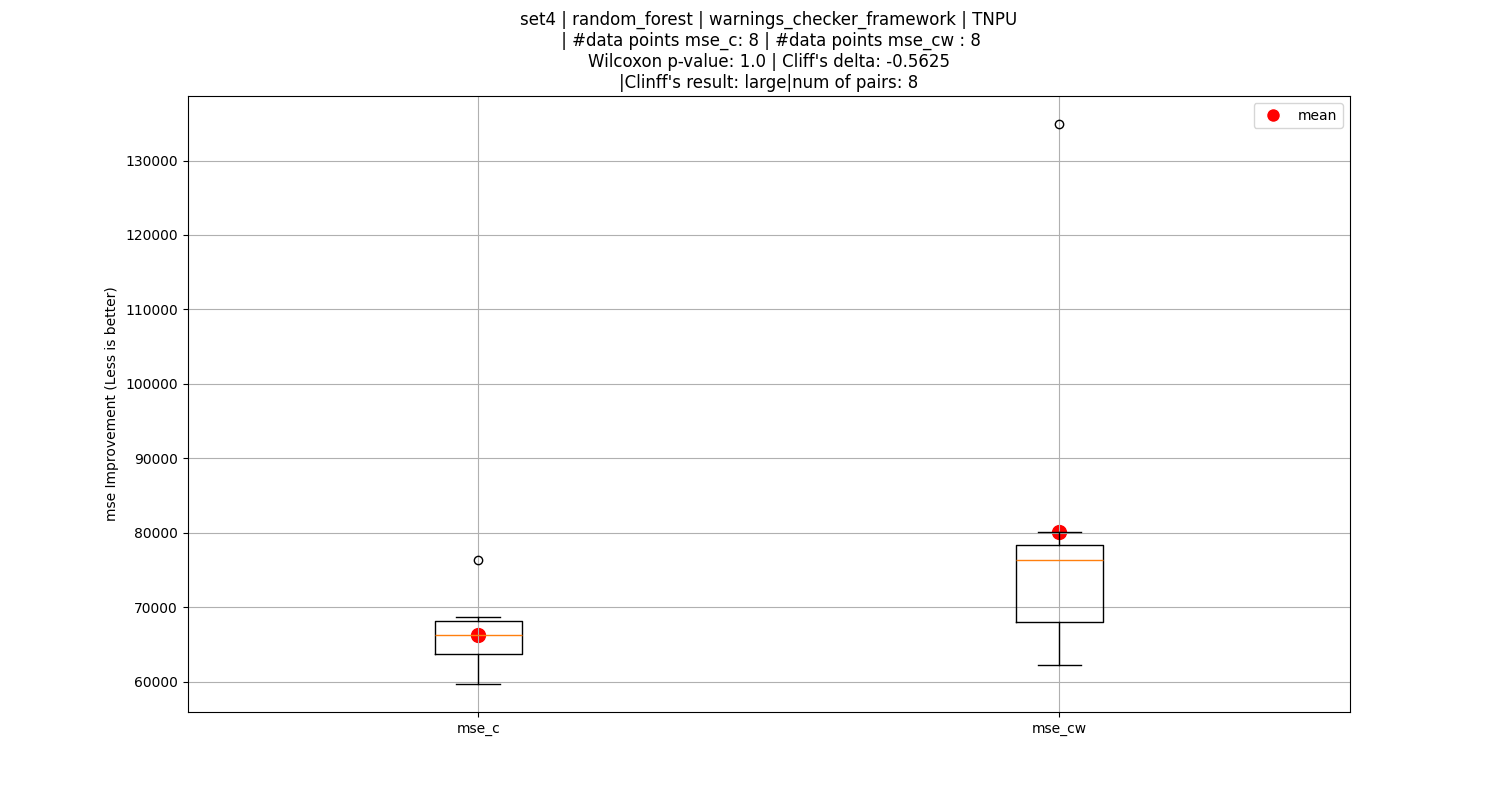 set4 | random_forest | warnings_checker_framework | TNPU
| #data points mse_c: 8 | #data points mse_cw : 8
Wilcoxon p-value: 1.0 | Cliff's delta: -0.5625
|Clinff's result: large|num of pairs: 8
mean
130000
120000
110000
100000
90000
80000
70000
60000
mse Improvement (Less is better)
mse_c
mse_cw